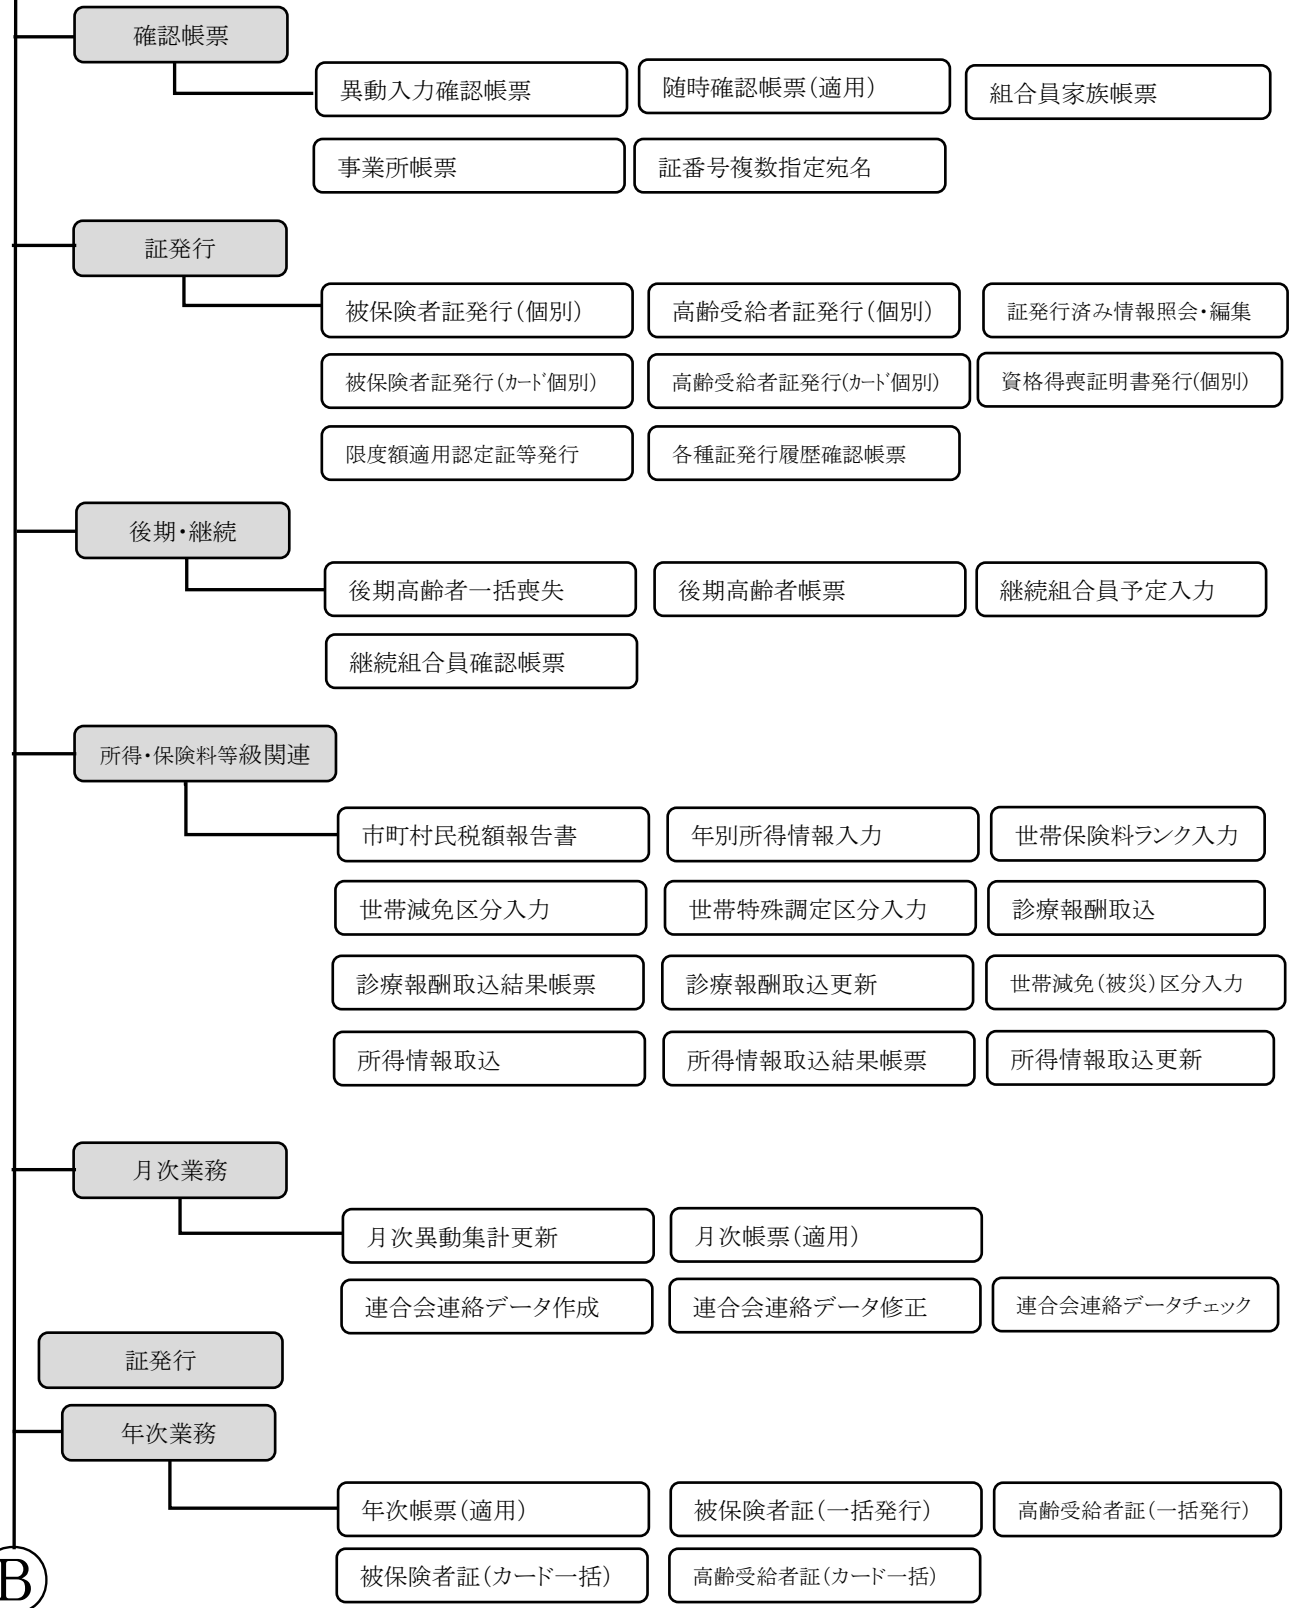 確認帳票
異動入力確認帳票
随時確認帳票(適用)
組合員家族帳票
事業所帳票
証番号複数指定宛名
証発行
被保険者証発行(個別)
高齢受給者証発行(個別)
証発行済み情報照会・編集
被保険者証発行(ｶｰﾄﾞ個別)
高齢受給者証発行(ｶｰﾄﾞ個別)
資格得喪証明書発行(個別)
限度額適用認定証等発行
各種証発行履歴確認帳票
後期・継続
後期高齢者一括喪失
後期高齢者帳票
継続組合員予定入力
継続組合員確認帳票
所得・保険料等級関連
市町村民税額報告書
年別所得情報入力
世帯保険料ランク入力
世帯減免区分入力
世帯特殊調定区分入力
診療報酬取込
診療報酬取込結果帳票
診療報酬取込更新
世帯減免(被災)区分入力
所得情報取込
所得情報取込結果帳票
所得情報取込更新
月次業務
月次異動集計更新
月次帳票(適用)
連合会連絡データ作成
連合会連絡データ修正
連合会連絡データチェック
証発行
年次業務
年次帳票(適用)
被保険者証(一括発行)
高齢受給者証(一括発行)
被保険者証(カード一括)
高齢受給者証(カード一括)
B